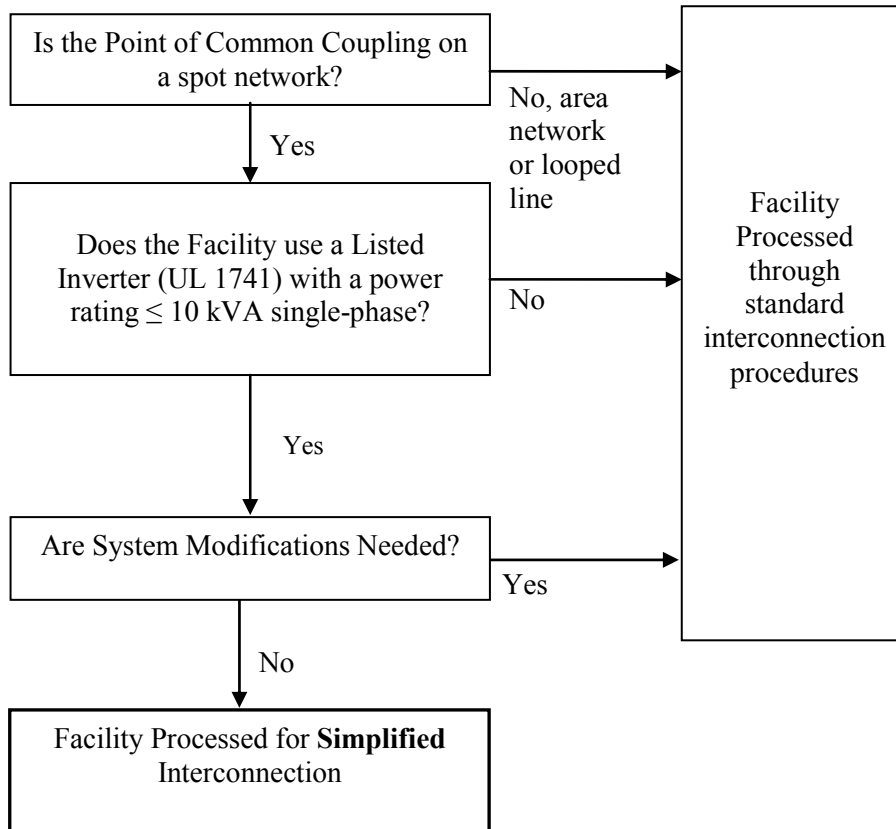 Is the Point of Common Coupling on
a spot network?
No, area
network
or looped
line
Yes
Does the Facility use a Listed
Inverter (UL 1741) with a power
rating ≤ 10 kVA single-phase?
No
Yes
Are System Modifications Needed?
Yes
No
Facility Processed for Simplified
Interconnection
Facility
Processed
through
standard
interconnection
procedures